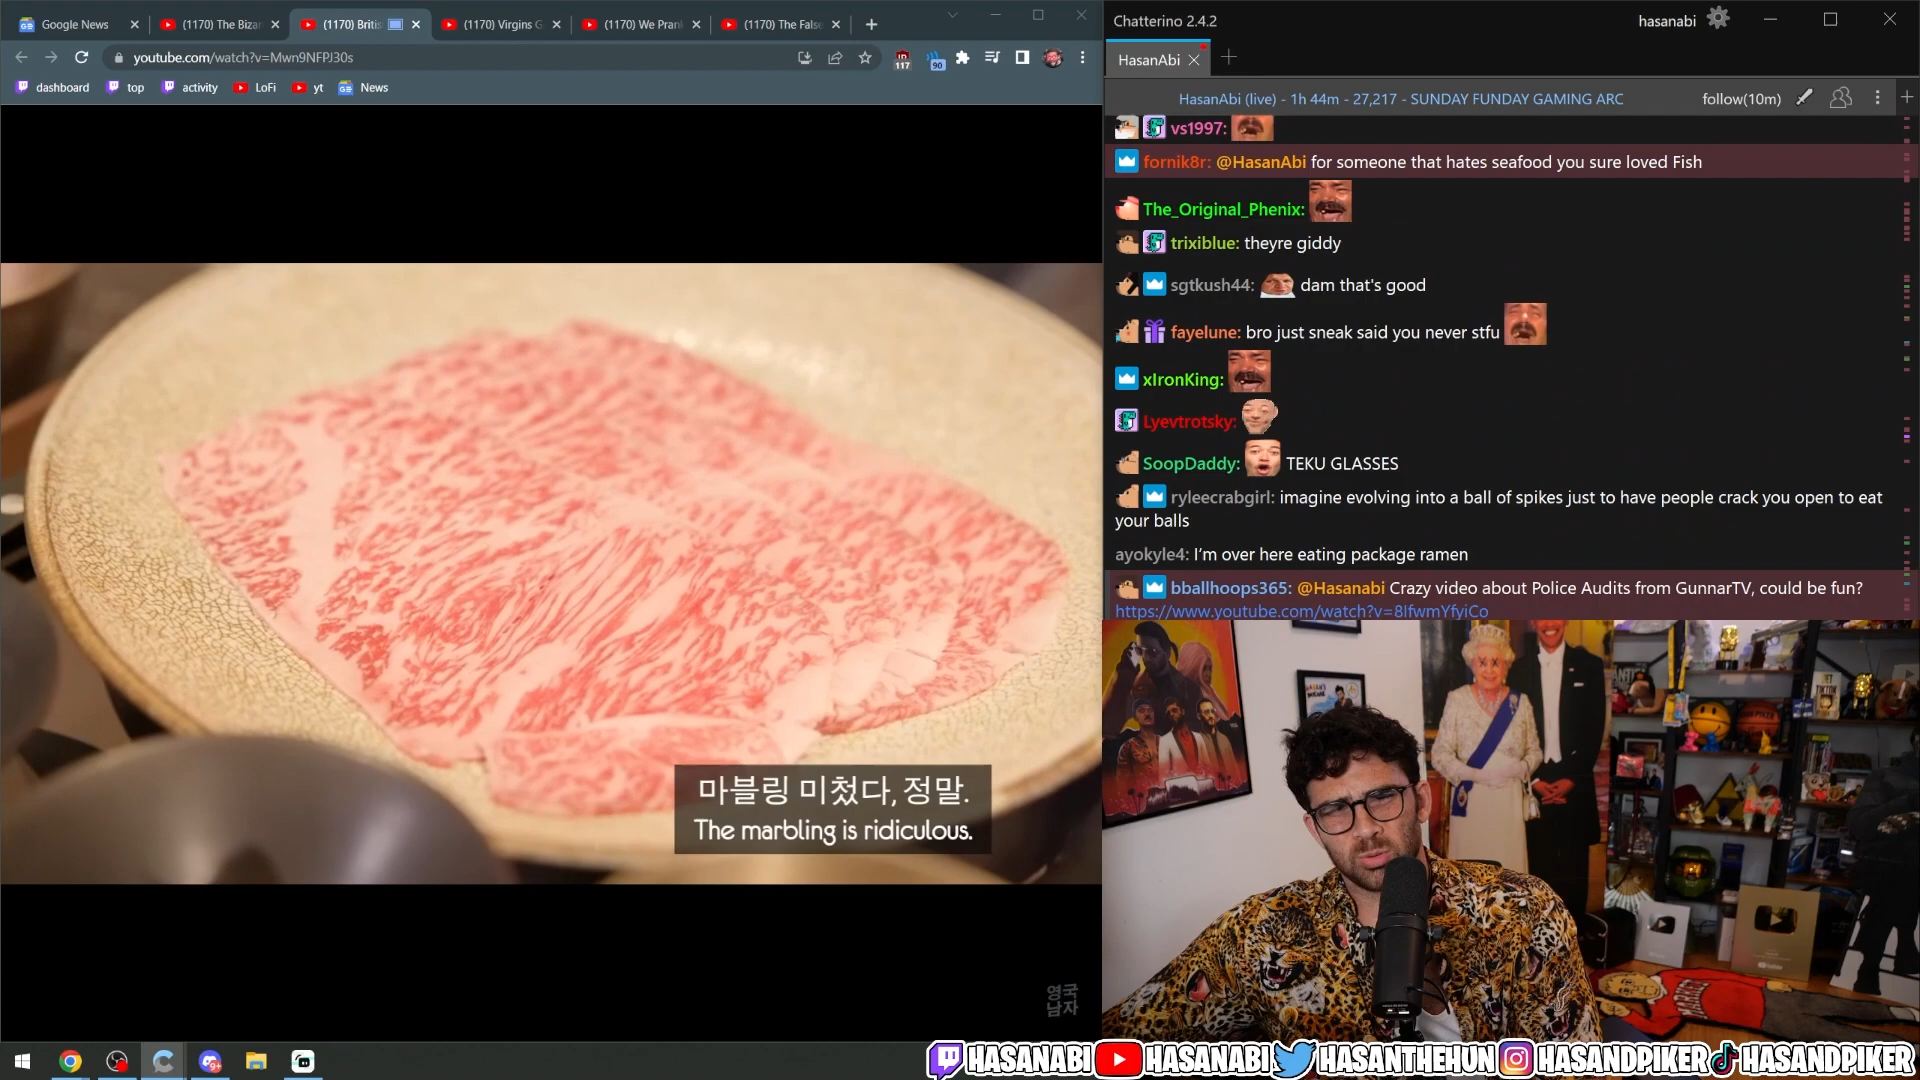 Google News
(1170) The Bizar
(1170) Britis
(1170) Virgins G
(1170) We Prank
(1170) The False
youtube.com/watch?v=Mwn9NFPJ30s
117
90
dashboard
top
activity
LoFi
yt
News
마블링 미쳤다, 정말.
The marbling is ridiculous.
영국
남자
Chatterino 2.4.2
hasanabi
HasanAbi
HasanAbi (live) - 1h 44m - 27,217 - SUNDAY FUNDAY GAMING ARC
follow(10m)
vs1997:
fornik8r: @HasanAbi for someone that hates seafood you sure loved Fish
The_Original_Phenix:
trixiblue: theyre giddy
sgtkush44: dam that's good
fayelune: bro just sneak said you never stfu
xIronKing:
Lyevtrotsky:
SoopDaddy: TEKU GLASSES
ryleecrabgirl: imagine evolving into a ball of spikes just to have people crack you open to eat
your balls
ayokyle4: I'm over here eating package ramen
bballhoops365: @Hasanabi Crazy video about Police Audits from GunnarTV, could be fun?
https://www.youtube.com/watch?v=8IfwmYfyiCo
HASANABI
HASANABI
HASANTHEHUN
HASANDPIKER
HASANDPIKER